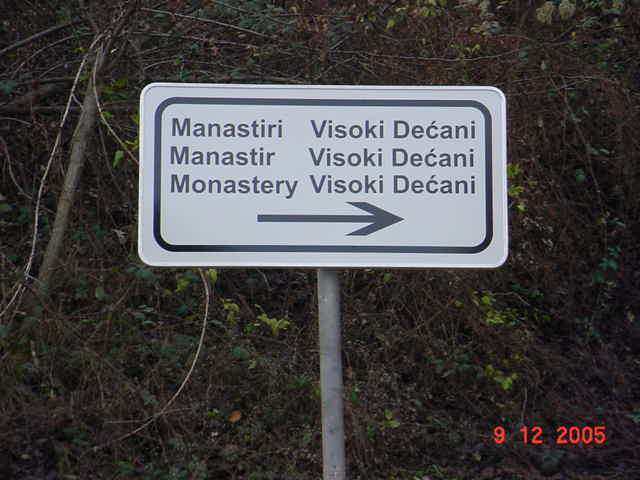 Manastiri Visoki Dećani
Manastir Visoki Dećani
Monastery Visoki Dećani
9 12 2005